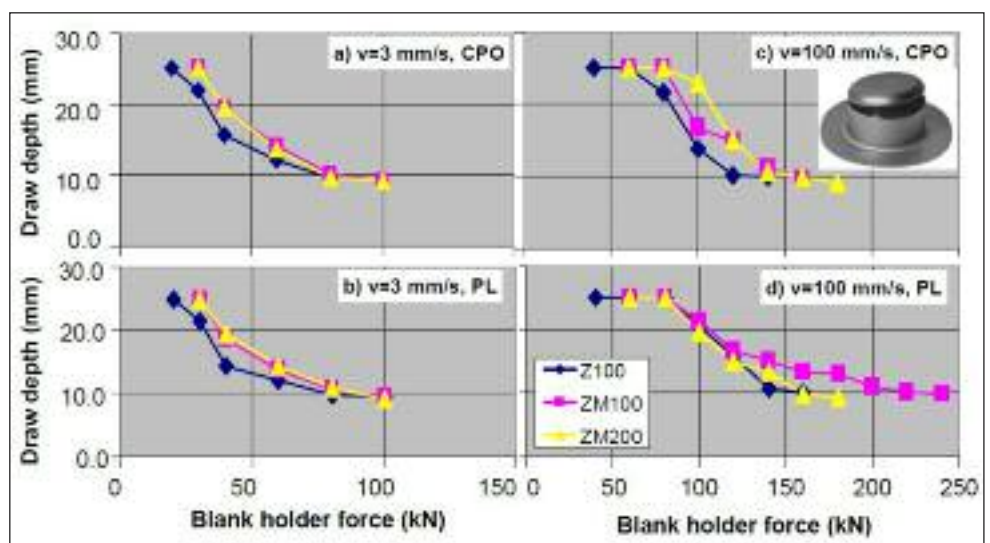 a) v=3 mm/s, CPO
c) v=100 mm/s, CPO
Draw depth (mm)
30.0
20.0
10.0
0.0
b) v=3 mm/s, PL
d) v=100 mm/s, PL
Draw depth (mm)
30.0
20.0
10.0
0.0
Z100
ZM100
ZM200
0 50 100 150
0 50 100 150 200 250
Blank holder force (kN)
Blank holder force (kN)